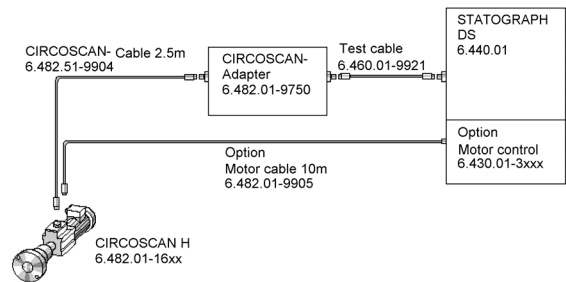 STATOGRAPH
DS
6.440.01
CIRCOSCAN- Cable 2.5m
6.482.51-9904
CIRCOSCAN-
Adapter
6.482.01-9750
Test cable
6.460.01-9921
Option
Motor control
6.430.01-3xxx
Option
Motor cable 10m
6.482.01-9905
CIRCOSCAN H
6.482.01-16xx